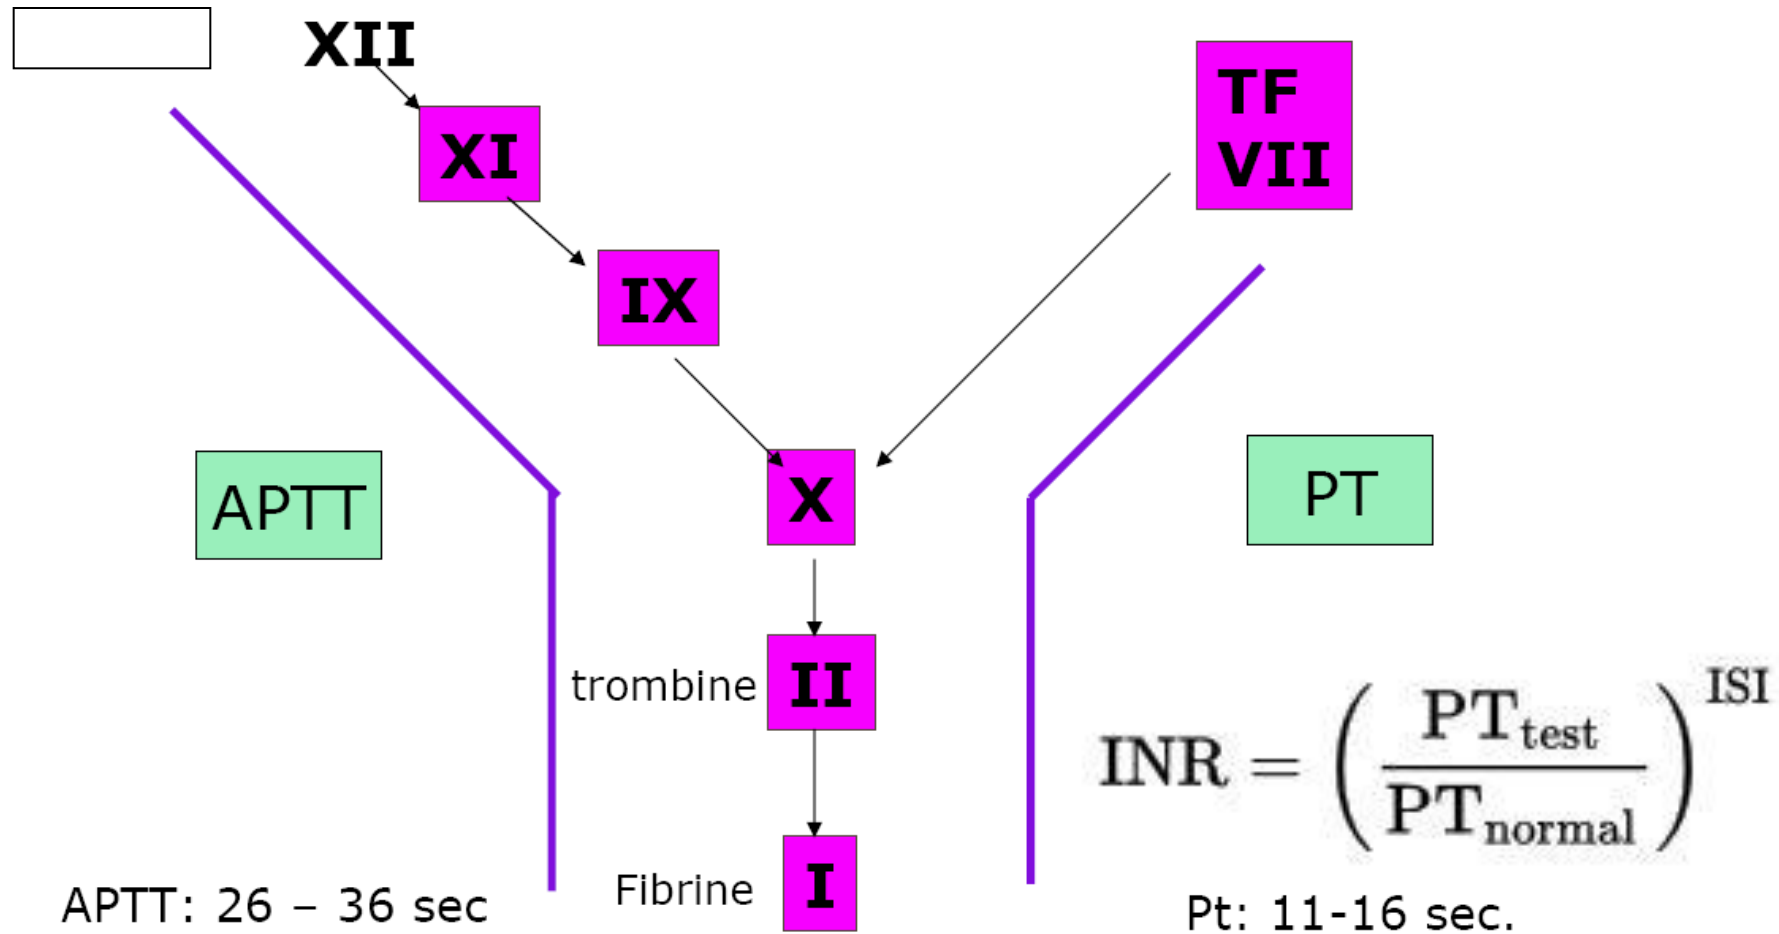 XII
XI
IX
TF
VII
X
APTT
PT
trombine II
Fibrine I
INR = (PTtest / PTnormal)^ISI
APTT: 26 – 36 sec
Pt: 11-16 sec.